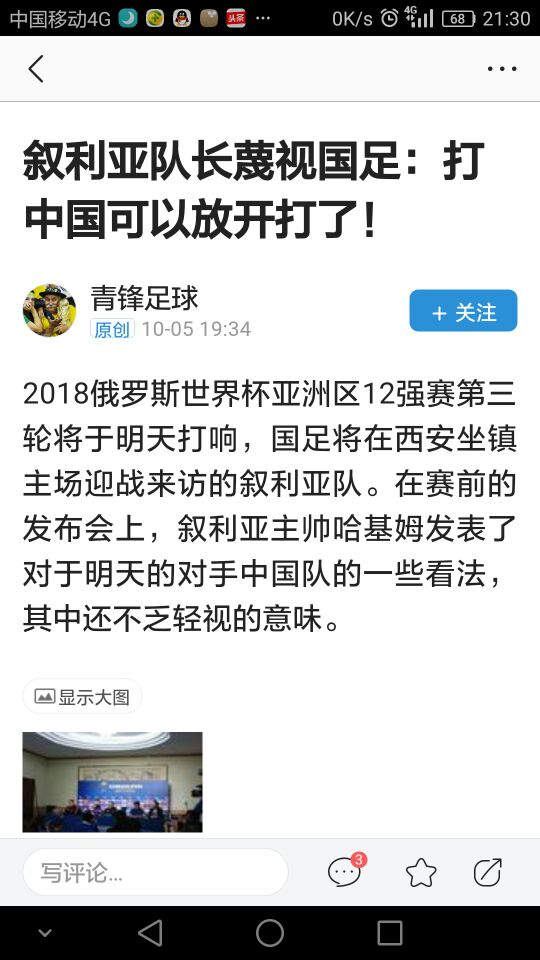 中国移动4G 头条 ... 0K/s 4G 68 21:30
叙利亚队长蔑视国足：打
中国可以放开打了！
青锋足球
原创 10-05 19:34
+ 关注
2018俄罗斯世界杯亚洲区12强赛第三
轮将于明天打响，国足将在西安坐镇
主场迎战来访的叙利亚队。在赛前的
发布会上，叙利亚主帅哈基姆发表了
对于明天的对手中国队的一些看法，
其中还不乏轻视的意味。
显示大图
写评论... 3